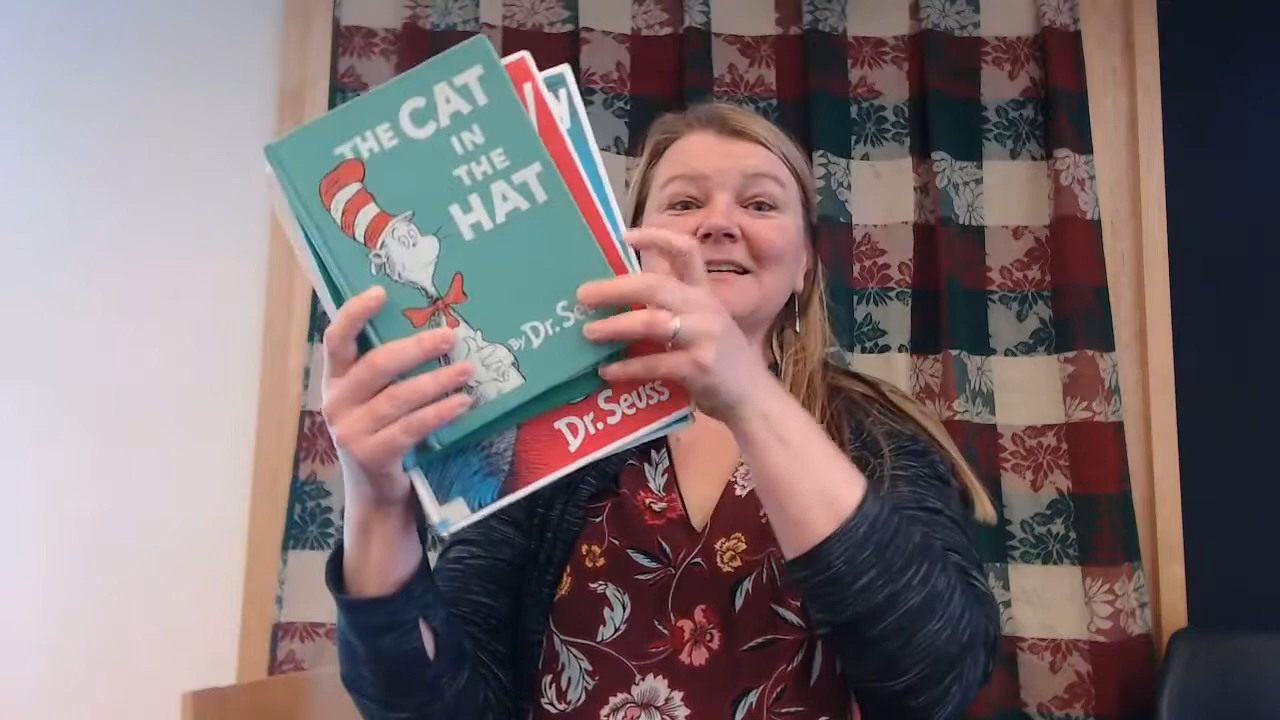 THE CAT
IN
THE
HAT
BY Dr. Se
y
Dr. Seuss